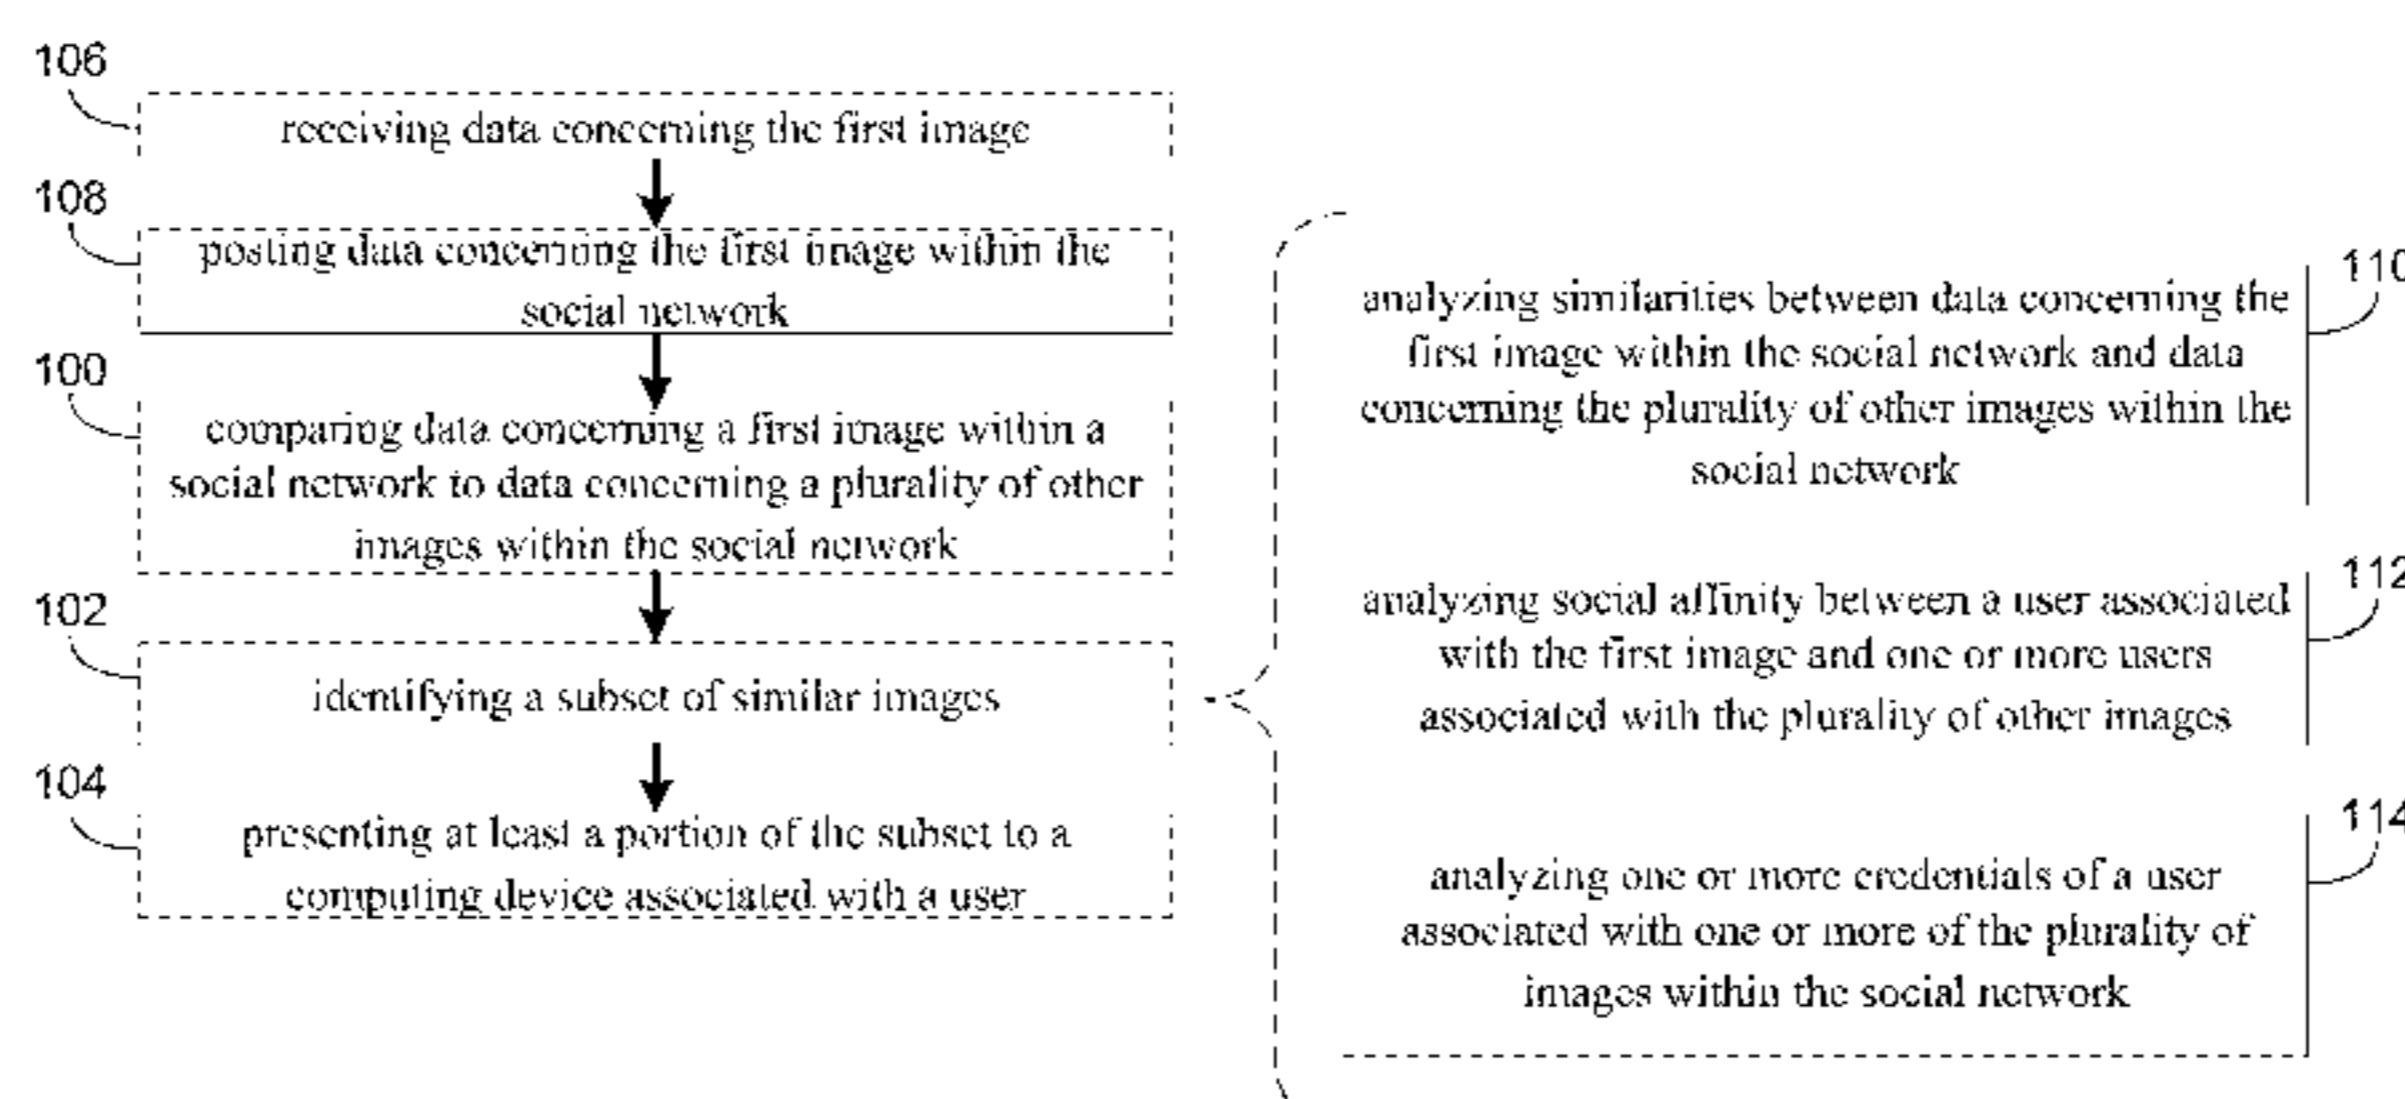 106
receiving data concerning the first image
108
posting data concerning the first image within the
social network
100
comparing data concerning a first image within a
social network to data concerning a plurality of other
images within the social network
102
identifying a subset of similar images
104
presenting at least a portion of the subset to a
computing device associated with a user
110
analyzing similarities between data concerning the
first image within the social network and data
concerning the plurality of other images within the
social network
112
analyzing social affinity between a user associated
with the first image and one or more users
associated with the plurality of other images
114
analyzing one or more credentials of a user
associated with one or more of the plurality of
images within the social network